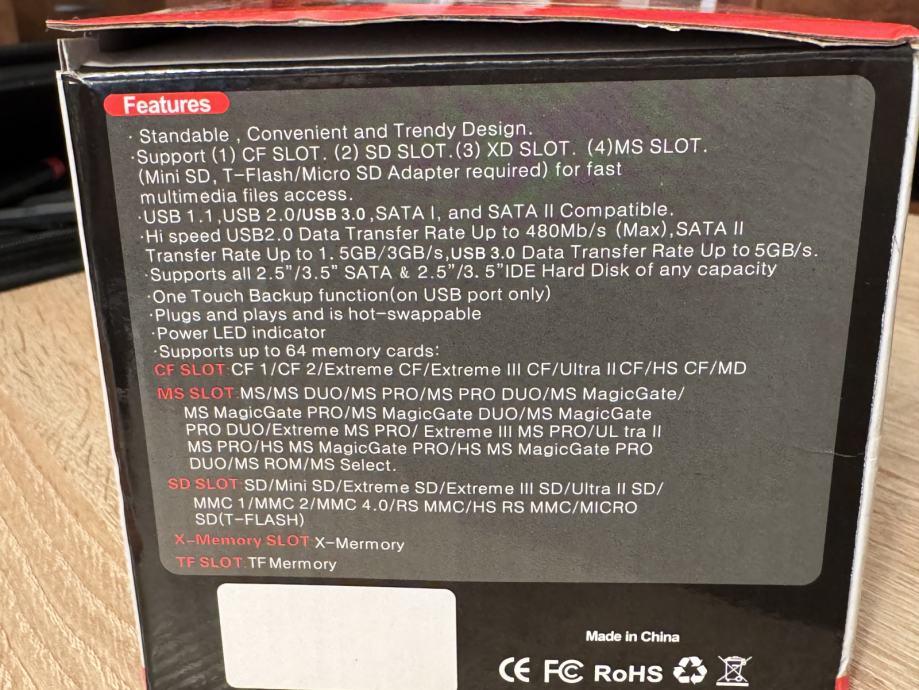 Features
· Standable , Convenient and Trendy Design.
·Support (1) CF SLOT. (2) SD SLOT.(3) XD SLOT. (4)MS SLOT.
(Mini SD, T-Flash/Micro SD Adapter required) for fast
multimedia files access.
·USB 1.1,USB 2.0/USB 3.0 ,SATA I, and SATA II Compatible.
·Hi speed USB2.0 Data Transfer Rate Up to 480Mb/s (Max),SATA II
Transfer Rate Up to 1. 5GB/3GB/s,USB 3.0 Data Transfer Rate Up to 5GB/s.
·Supports all 2.5"/3.5" SATA & 2.5"/3. 5"IDE Hard Disk of any capacity
·One Touch Backup function(on USB port only)
·Plugs and plays and is hot-swappable
·Power LED indicator
·Supports up to 64 memory cards:
CF SLOT:CF 1/CF 2/Extreme CF/Extreme III CF/Ultra II CF/HS CF/MD
MS SLOT:MS/MS DUO/MS PRO/MS PRO DUO/MS MagicGate/
MS MagicGate PRO/MS MagicGate DUO/MS MagicGate
PRO DUO/Extreme MS PRO/ Extreme III MS PRO/UL tra II
MS PRO/HS MS MagicGate PRO/HS MS MagicGate PRO
DUO/MS ROM/MS Select.
SD SLOT:SD/Mini SD/Extreme SD/Extreme III SD/Ultra II SD/
MMC 1/MMC 2/MMC 4.0/RS MMC/HS RS MMC/MICRO
SD(T-FLASH)
X-Memory SLOT:X-Mermory
TF SLOT:TF Mermory
Made in China
CE FC RoHS